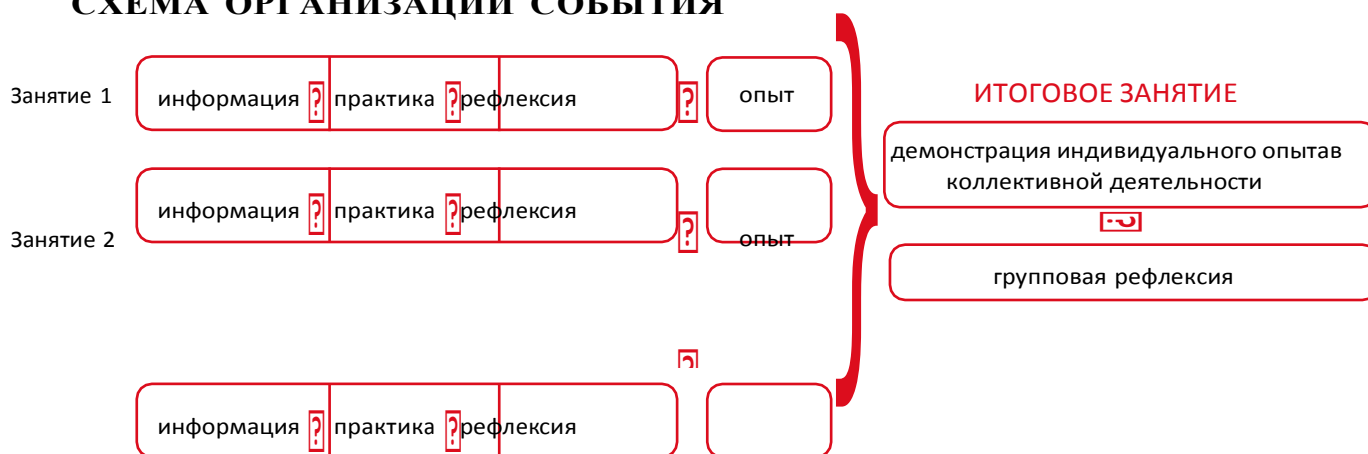 СХЕМА ОРГАНИЗАЦИИ СОБЫТИЯ
Занятие 1
информация ? практика ? рефлексия ? опыт
ИТОГОВОЕ ЗАНЯТИЕ
демонстрация индивидуального опытав
коллективной деятельности
?
групповая рефлексия
Занятие 2
информация ? практика ? рефлексия ? опыт
?
информация ? практика ? рефлексия